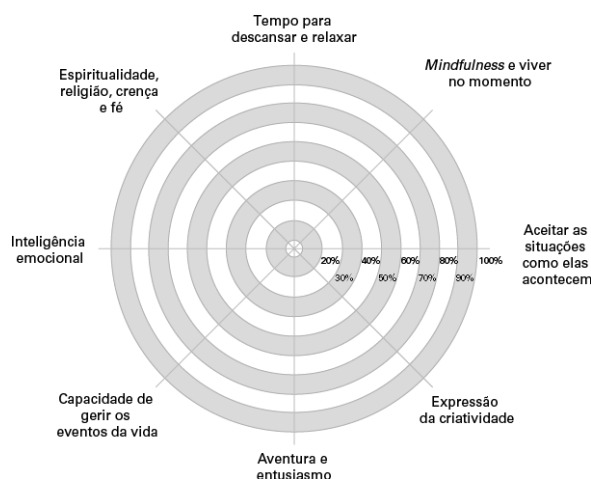 Tempo para
descansar e relaxar
Mindfulness e viver
no momento
Espiritualidade,
religião, crença
e fé
Inteligência
emocional
Aceitar as
situações
como elas
acontecem
20% 40% 60% 80% 100%
30% 50% 70% 90%
Capacidade de
gerir os
eventos da vida
Expressão
da criatividade
Aventura e
entusiasmo